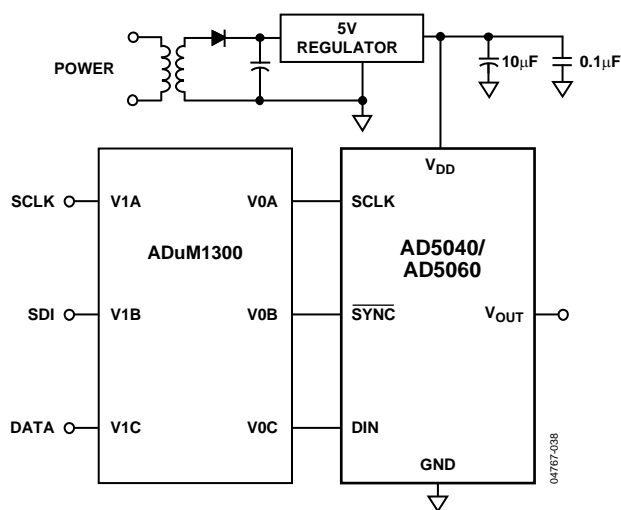 5V
REGULATOR
POWER
10μF
0.1μF
VDD
SCLK
V1A
V0A
SCLK
ADuM1300
AD5040/
AD5060
SDI
V1B
V0B
SYNC
VOUT
DATA
V1C
V0C
DIN
GND
04767-038